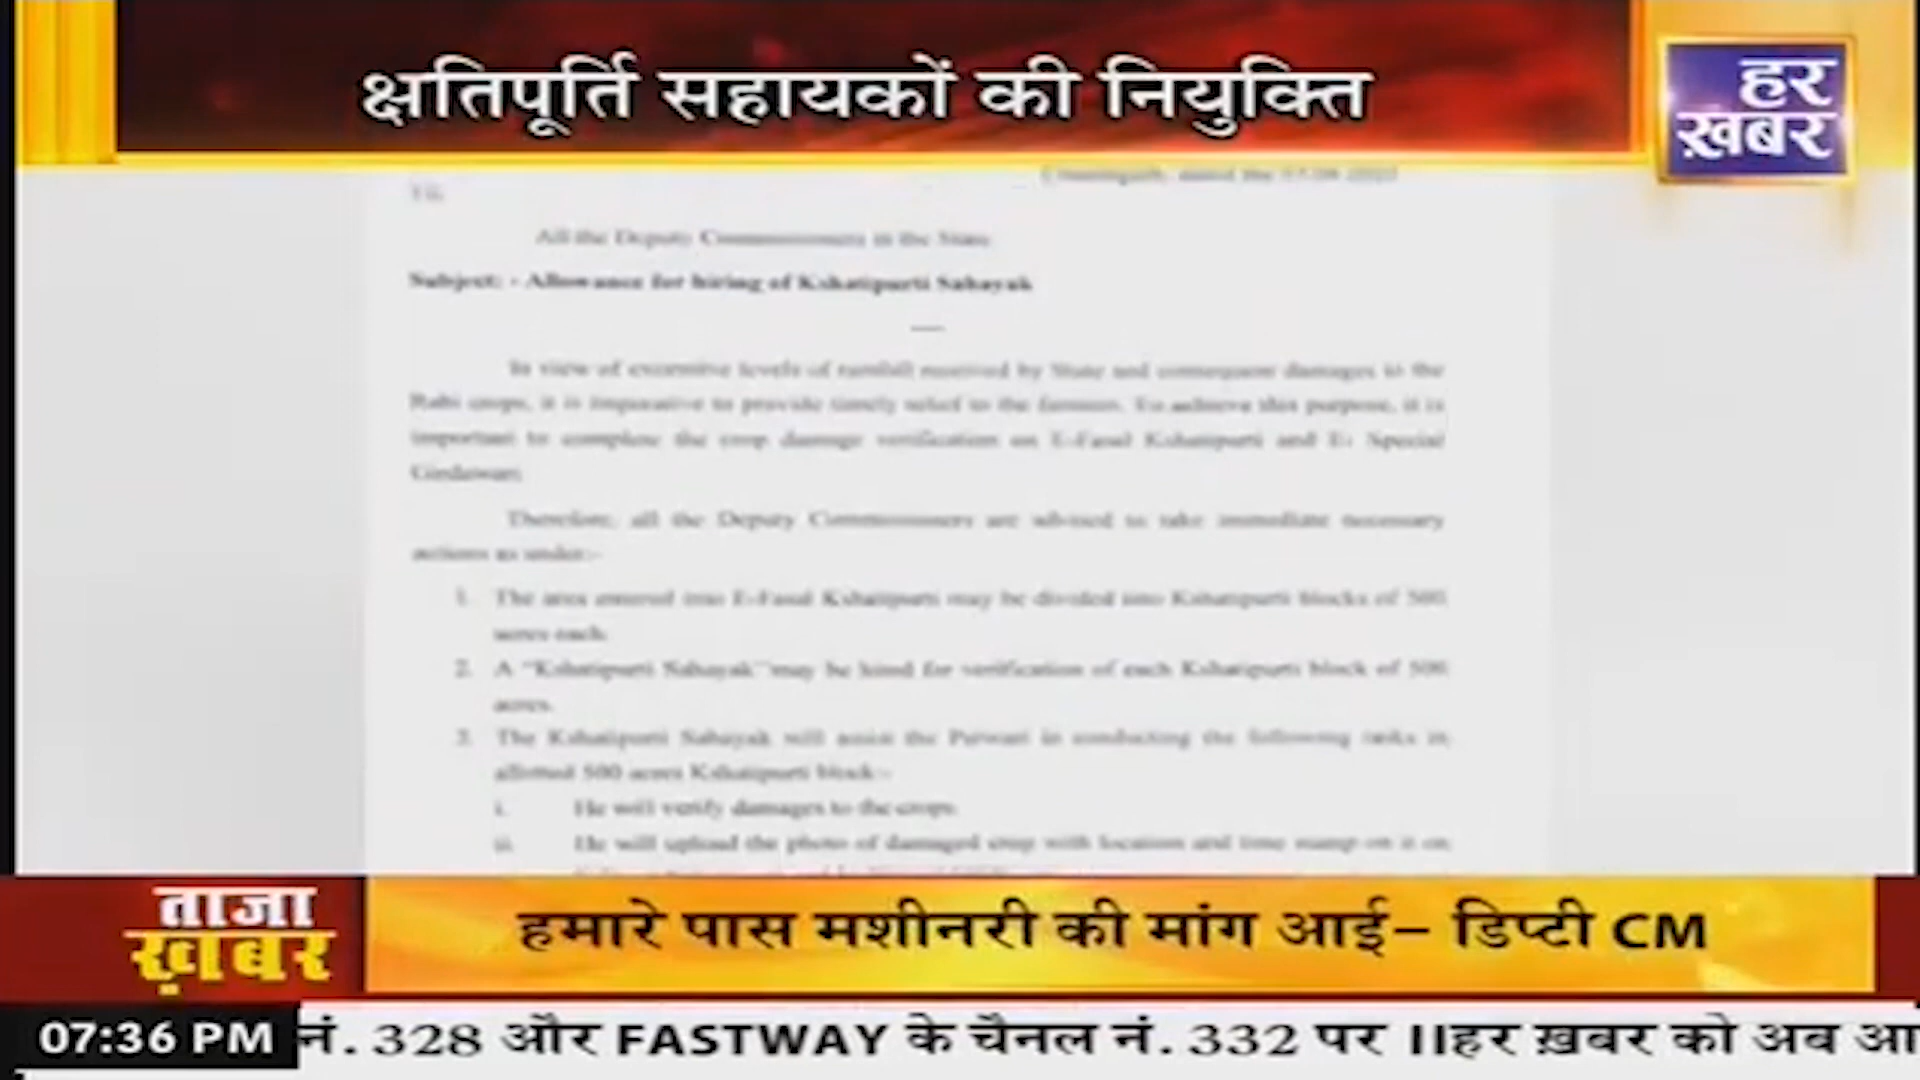 क्षतिपूर्ति सहायकों की नियुक्ति
हर
ख़बर
To,
All the Deputy Commissioners in the State
Subject: - Allowance for hiring of Kshatipurti Sahayak
In view of excessive levels of rainfall received by State and consequent damages to the
Rabi crops, it is imperative to provide timely relief to the farmers. To achieve this purpose, it is
important to complete the crop damage verification on E-Fasal Kshatipurti and E- Special
Girdawari.
Therefore, all the Deputy Commissioners are advised to take immediate necessary
actions as under:-
1. The area entered into E-Fasal Kshatipurti may be divided into Kshatipurti blocks of 500
acres each.
2. A "Kshatipurti Sahayak" may be hired for verification of each Kshatipurti block of 500
acres.
3. The Kshatipurti Sahayak will assist the Patwari in conducting the following tasks in
allotted 500 acres Kshatipurti block:-
i. He will verify damages to the crops.
ii. He will upload the photo of damaged crop with location and time stamp on it on
ताजा
ख़बर
हमारे पास मशीनरी की मांग आई– डिप्टी CM
07:36 PM
नं. 328 और FASTWAY के चैनल नं. 332 पर IIहर ख़बर को अब आ